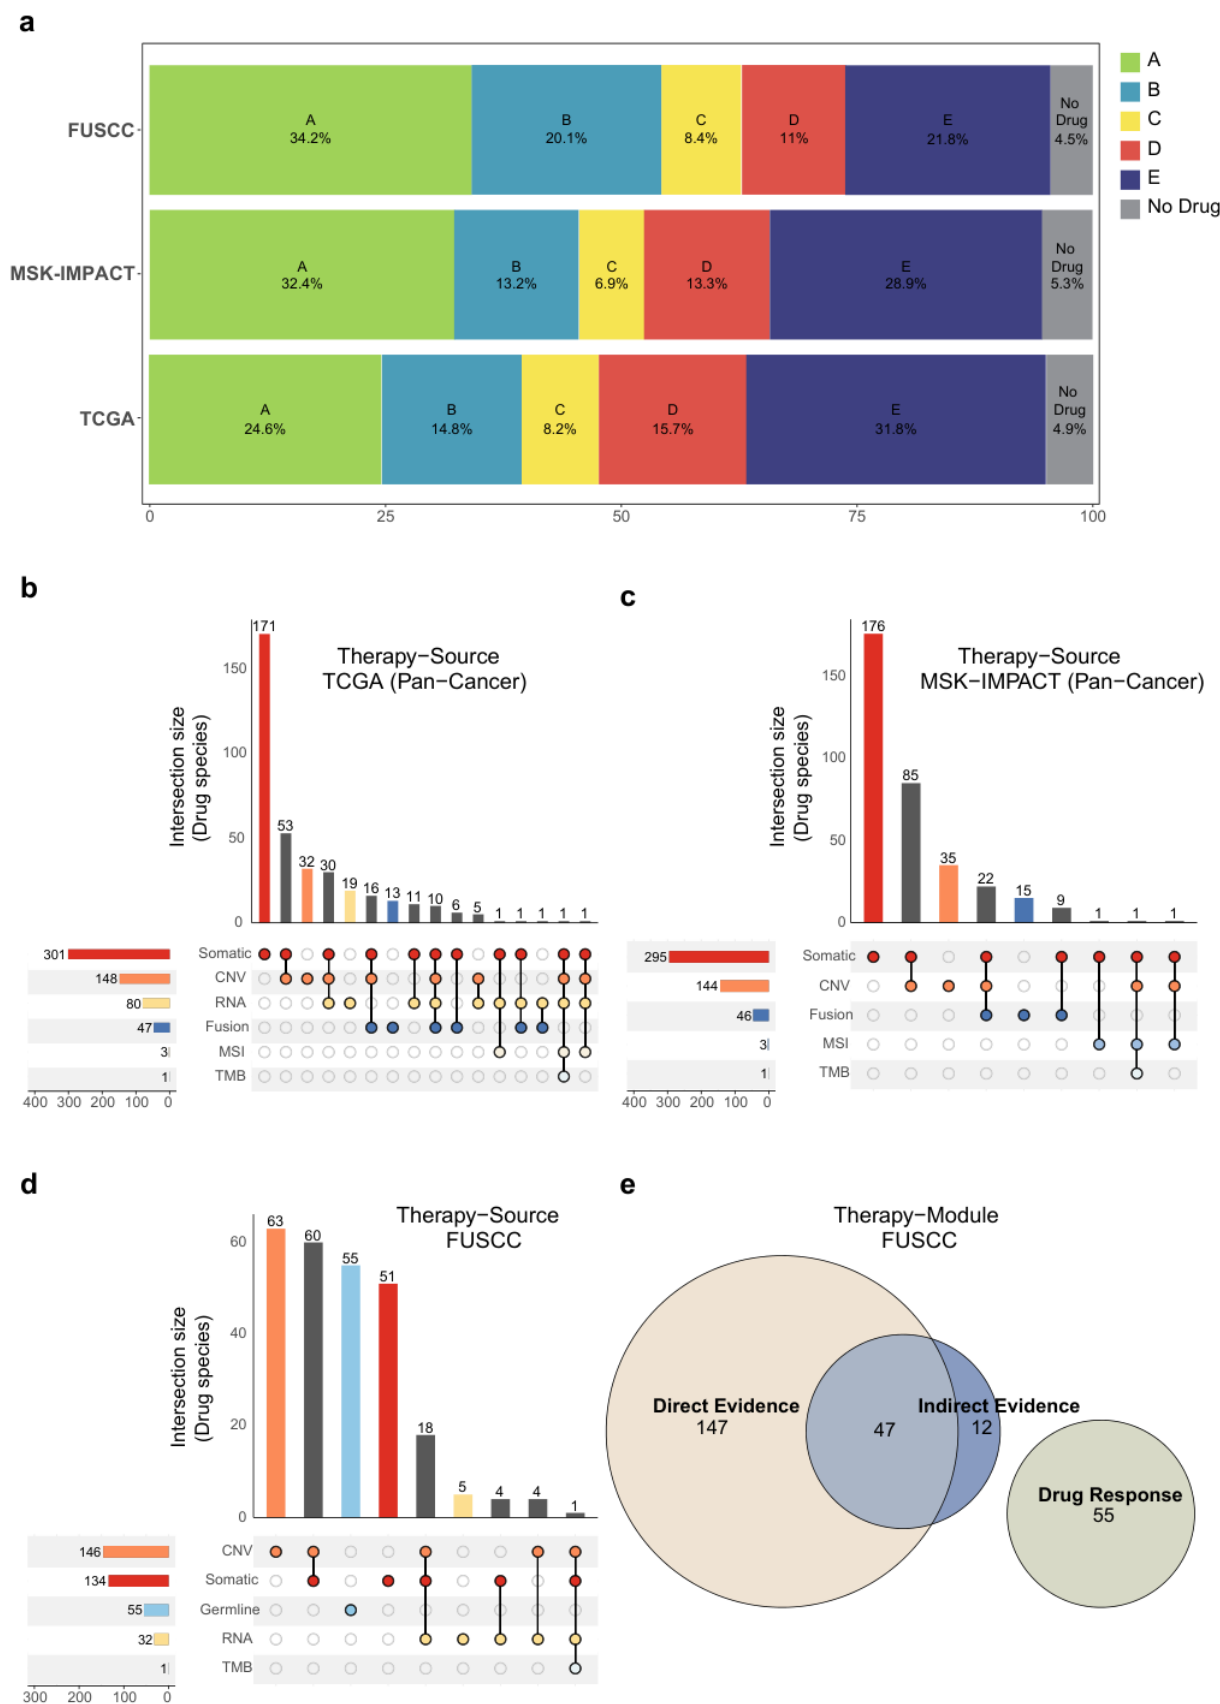 a
FUSCC
A
34.2%
B
20.1%
C
8.4%
D
11%
E
21.8%
No
Drug
4.5%
MSK-IMPACT
A
32.4%
B
13.2%
C
6.9%
D
13.3%
E
28.9%
No
Drug
5.3%
TCGA
A
24.6%
B
14.8%
C
8.2%
D
15.7%
E
31.8%
No
Drug
4.9%
0 25 50 75 100
A
B
C
D
E
No Drug
b
Therapy−Source
TCGA (Pan−Cancer)
Intersection size
(Drug species)
150
100
50
0
171 53 32 30 19 16 13 11 10 6 5 1 1 1 1 1
301 Somatic
148 CNV
80 RNA
47 Fusion
3 MSI
1 TMB
400 300 200 100 0
c
Therapy−Source
MSK−IMPACT (Pan−Cancer)
Intersection size
(Drug species)
150
100
50
0
176 85 35 22 15 9 1 1 1
295 Somatic
144 CNV
46 Fusion
3 MSI
1 TMB
400 300 200 100 0
d
Therapy−Source
FUSCC
Intersection size
(Drug species)
60
40
20
0
63 60 55 51 18 5 4 4 1
146 CNV
134 Somatic
55 Germline
32 RNA
1 TMB
300 200 100 0
e
Therapy−Module
FUSCC
Direct Evidence
147
47
Indirect Evidence
12
Drug Response
55